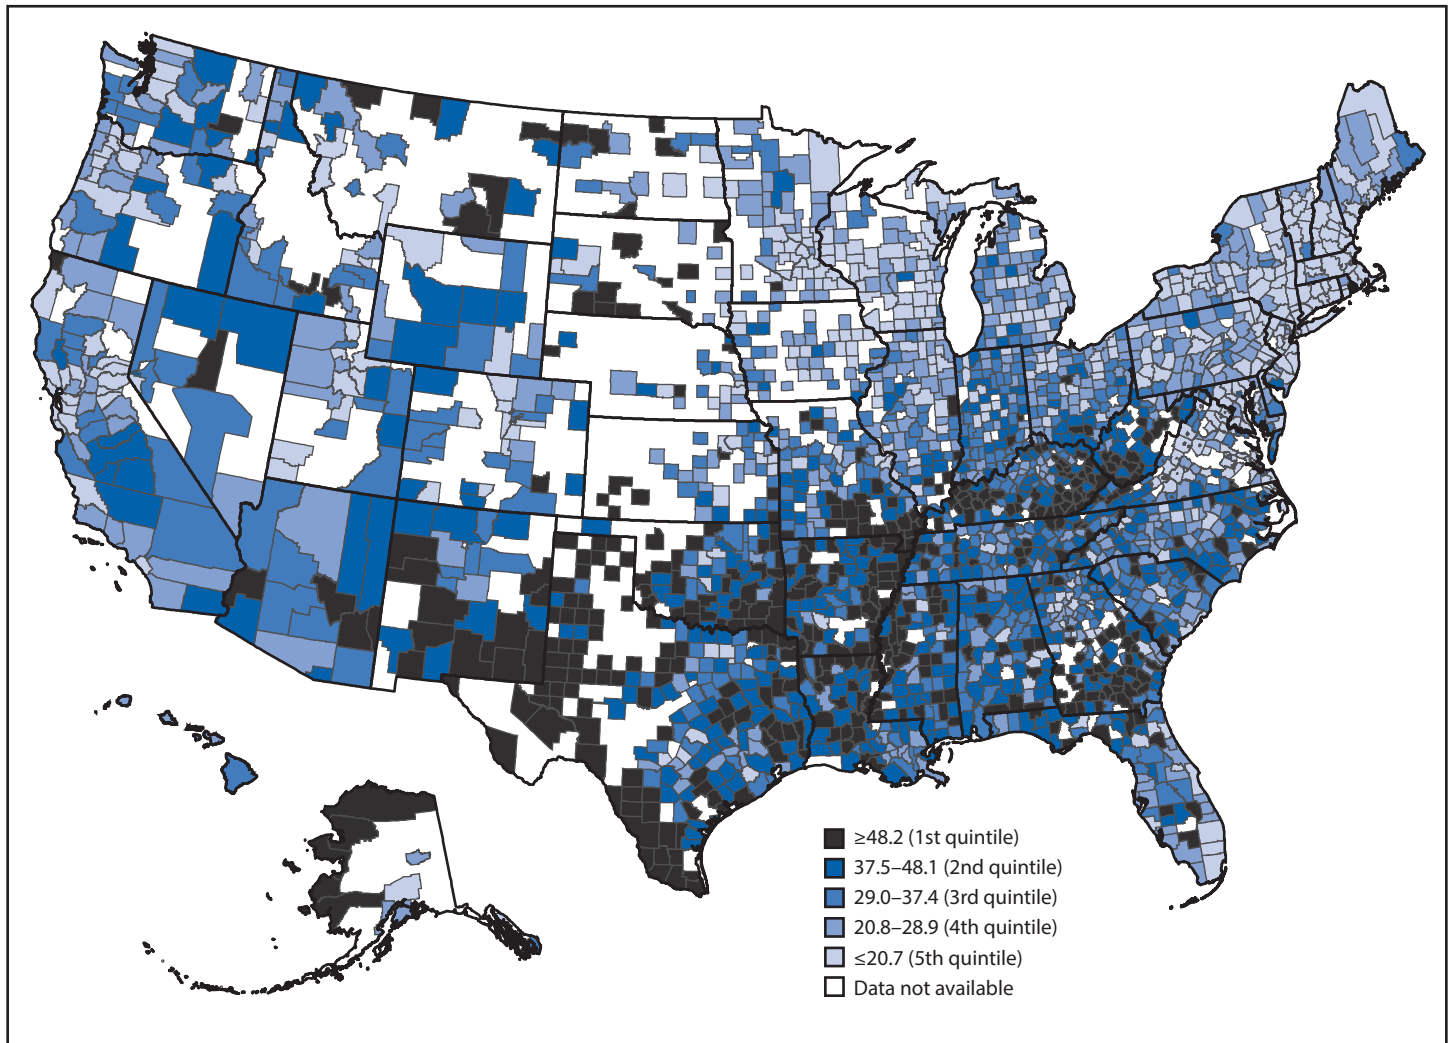 ≥48.2 (1st quintile)
37.5–48.1 (2nd quintile)
29.0–37.4 (3rd quintile)
20.8–28.9 (4th quintile)
≤20.7 (5th quintile)
Data not available